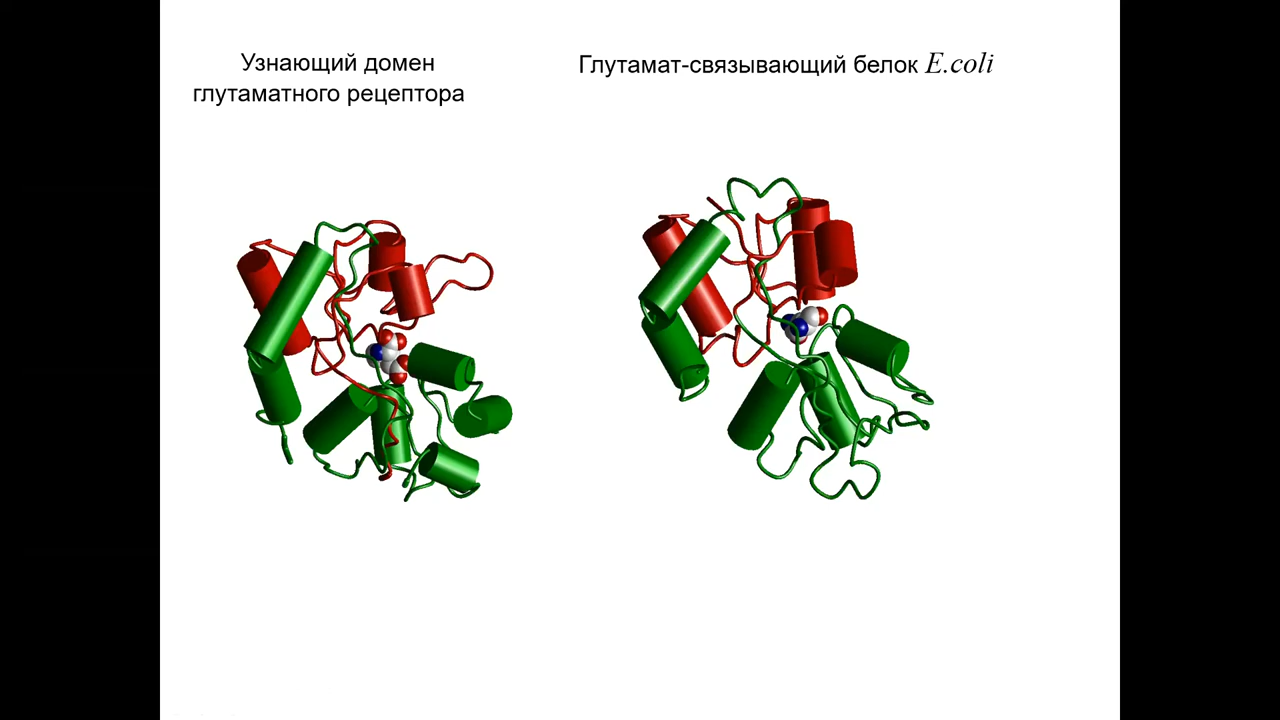 Узнающий домен
глутаматного рецептора
Глутамат-связывающий белок E.coli